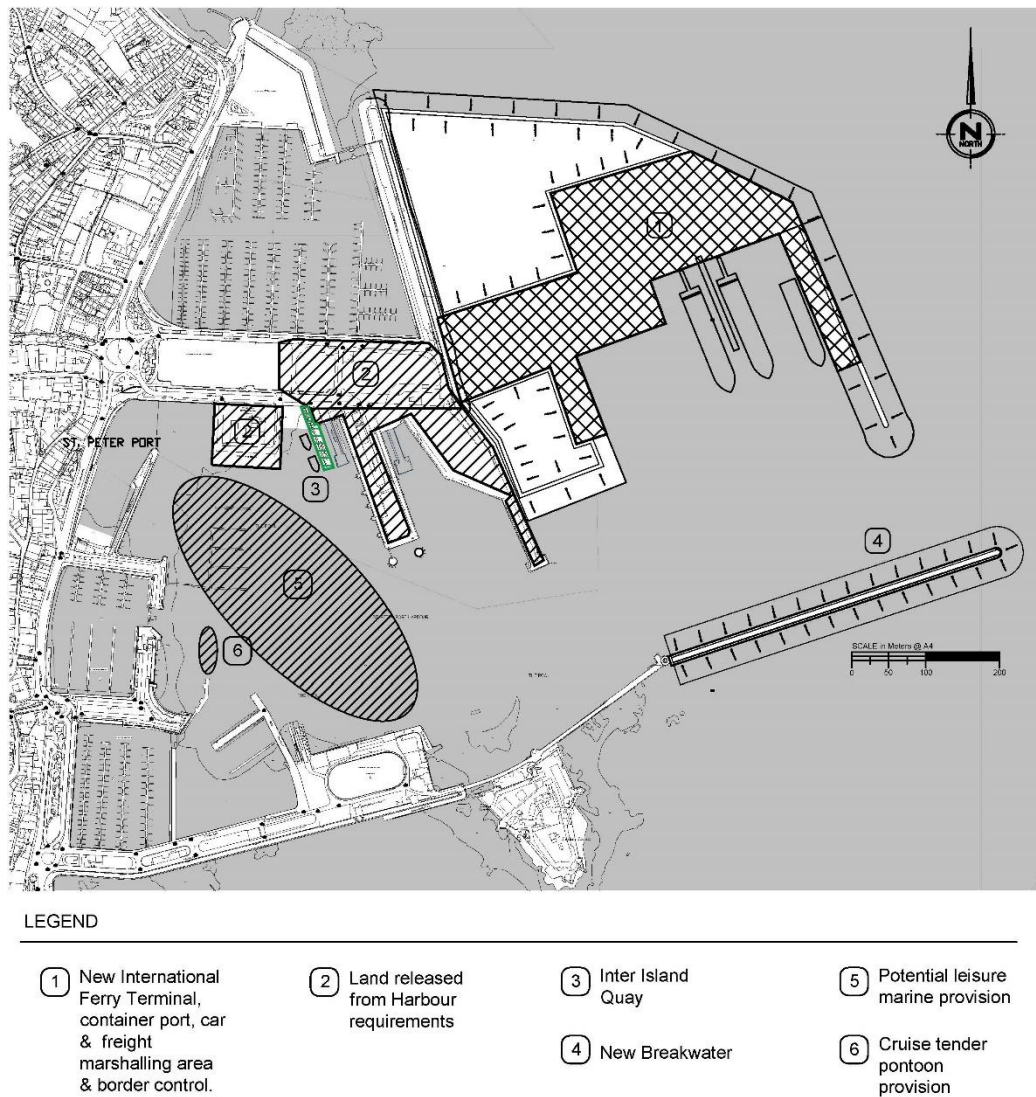 N
NORTH
1
2
2
ST. PETER PORT
3
4
5
6
SCALE in Meters @ A4
0 50 100 200
LEGEND
1 New International
Ferry Terminal,
container port, car
& freight
marshalling area
& border control.
2 Land released
from Harbour
requirements
3 Inter Island
Quay
4 New Breakwater
5 Potential leisure
marine provision
6 Cruise tender
pontoon
provision